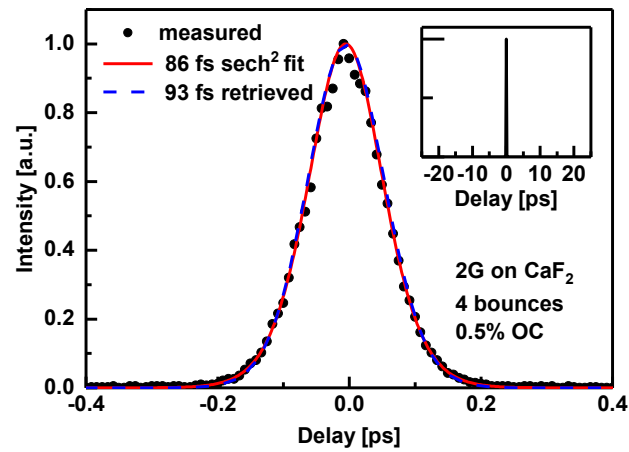 measured
86 fs sech² fit
93 fs retrieved
1.0
0.8
0.6
0.4
0.2
0.0
Intensity [a.u.]
-0.4 -0.2 0.0 0.2 0.4
Delay [ps]
-20 -10 0 10 20
Delay [ps]
2G on CaF₂
4 bounces
0.5% OC